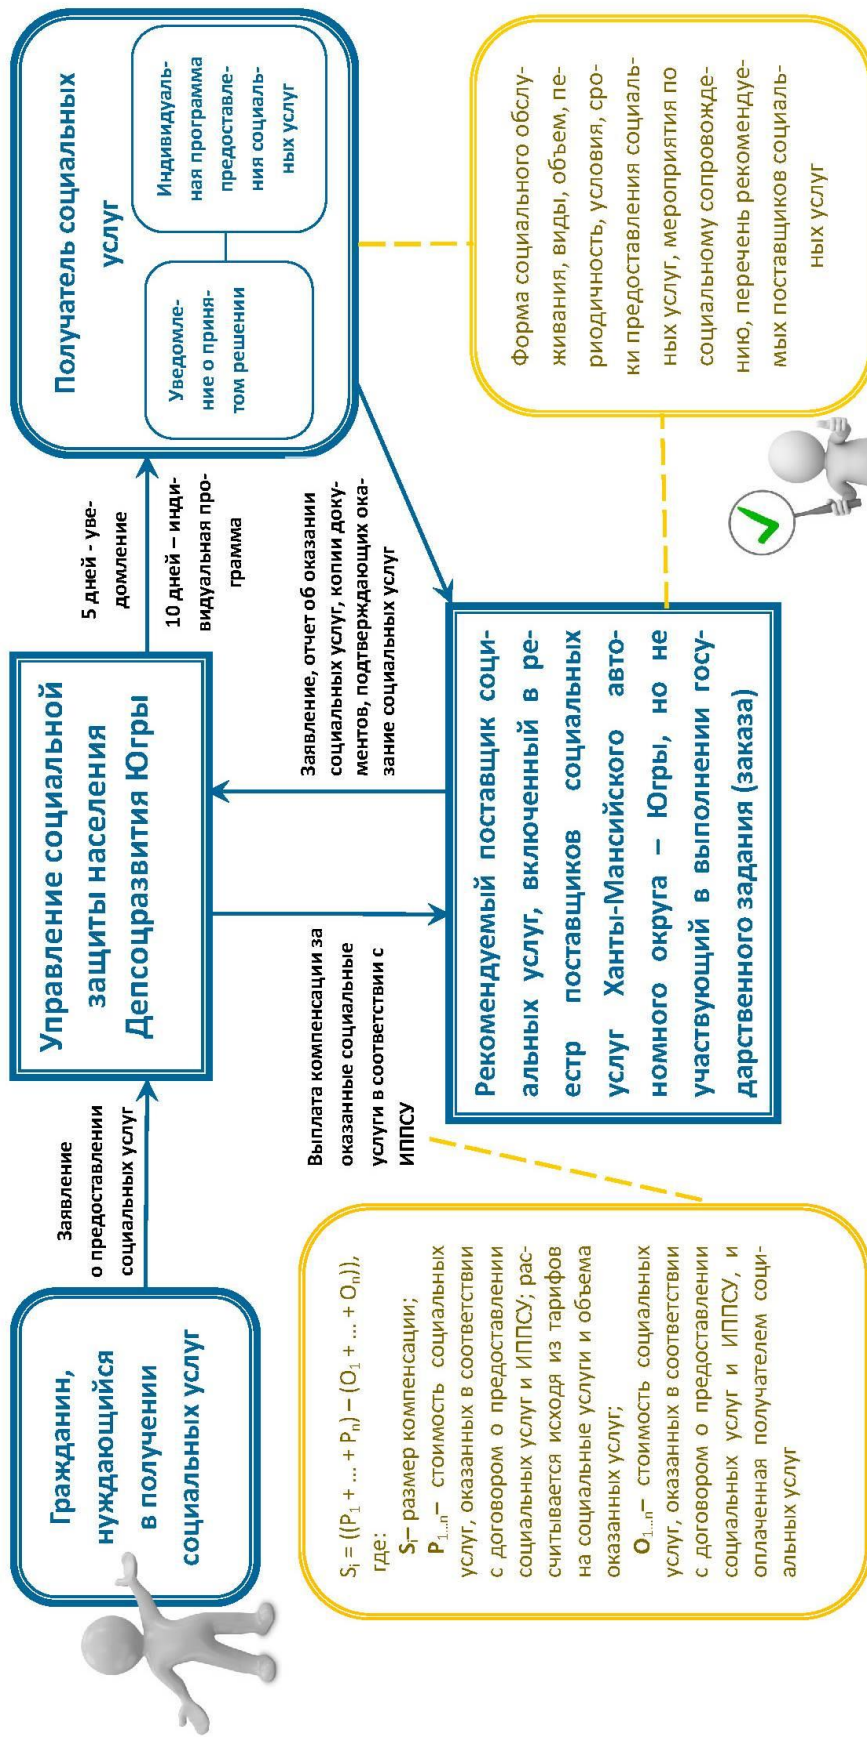 Гражданин,
нуждающийся
в получении
социальных услуг
Заявление
о предоставлении
социальных услуг
Управление социальной
защиты населения
Депсоцразвития Югры
5 дней - уве-
домление
10 дней – инди-
видуальная про-
грамма
Получатель социальных
услуг
Уведомле-
ние о приня-
том решении
Индивидуаль-
ная программа
предоставле-
ния социаль-
ных услуг
Выплата компенсации за
оказанные социальные
услуги в соответствии с
ИППСУ
Заявление, отчет об оказании
социальных услуг, копии доку-
ментов, подтверждающих ока-
зание социальных услуг
S₁ = ((P₁ + ... + Pₙ) – (O₁ + ... + Oₙ)),
где:
Sᵢ– размер компенсации;
P₁...ₙ– стоимость социальных
услуг, оказанных в соответствии
с договором о предоставлении
социальных услуг и ИППСУ; рас-
считывается исходя из тарифов
на социальные услуги и объема
оказанных услуг;
O₁...ₙ– стоимость социальных
услуг, оказанных в соответствии
с договором о предоставлении
социальных услуг и ИППСУ, и
оплаченная получателем соци-
альных услуг
Рекомендуемый поставщик соци-
альных услуг, включенный в ре-
естр поставщиков социальных
услуг Ханты-Мансийского авто-
номного округа – Югры, но не
участвующий в выполнении госу-
дарственного задания (заказа)
Форма социального обслу-
живания, виды, объем, пе-
риодичность, условия, сро-
ки предоставления социаль-
ных услуг, мероприятия по
социальному сопровожде-
нию, перечень рекомендуе-
мых поставщиков социаль-
ных услуг